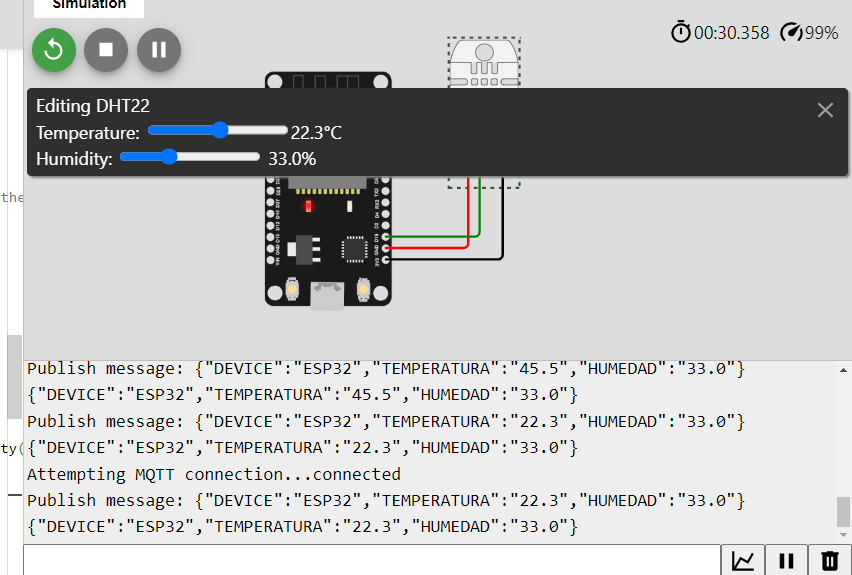 Simulation
00:30.358 99%
Editing DHT22
Temperature: 22.3°C
Humidity: 33.0%
the
Publish message: {"DEVICE":"ESP32","TEMPERATURA":"45.5","HUMEDAD":"33.0"}
{"DEVICE":"ESP32","TEMPERATURA":"45.5","HUMEDAD":"33.0"}
Publish message: {"DEVICE":"ESP32","TEMPERATURA":"22.3","HUMEDAD":"33.0"}
ty(
{"DEVICE":"ESP32","TEMPERATURA":"22.3","HUMEDAD":"33.0"}
Attempting MQTT connection...connected
Publish message: {"DEVICE":"ESP32","TEMPERATURA":"22.3","HUMEDAD":"33.0"}
{"DEVICE":"ESP32","TEMPERATURA":"22.3","HUMEDAD":"33.0"}